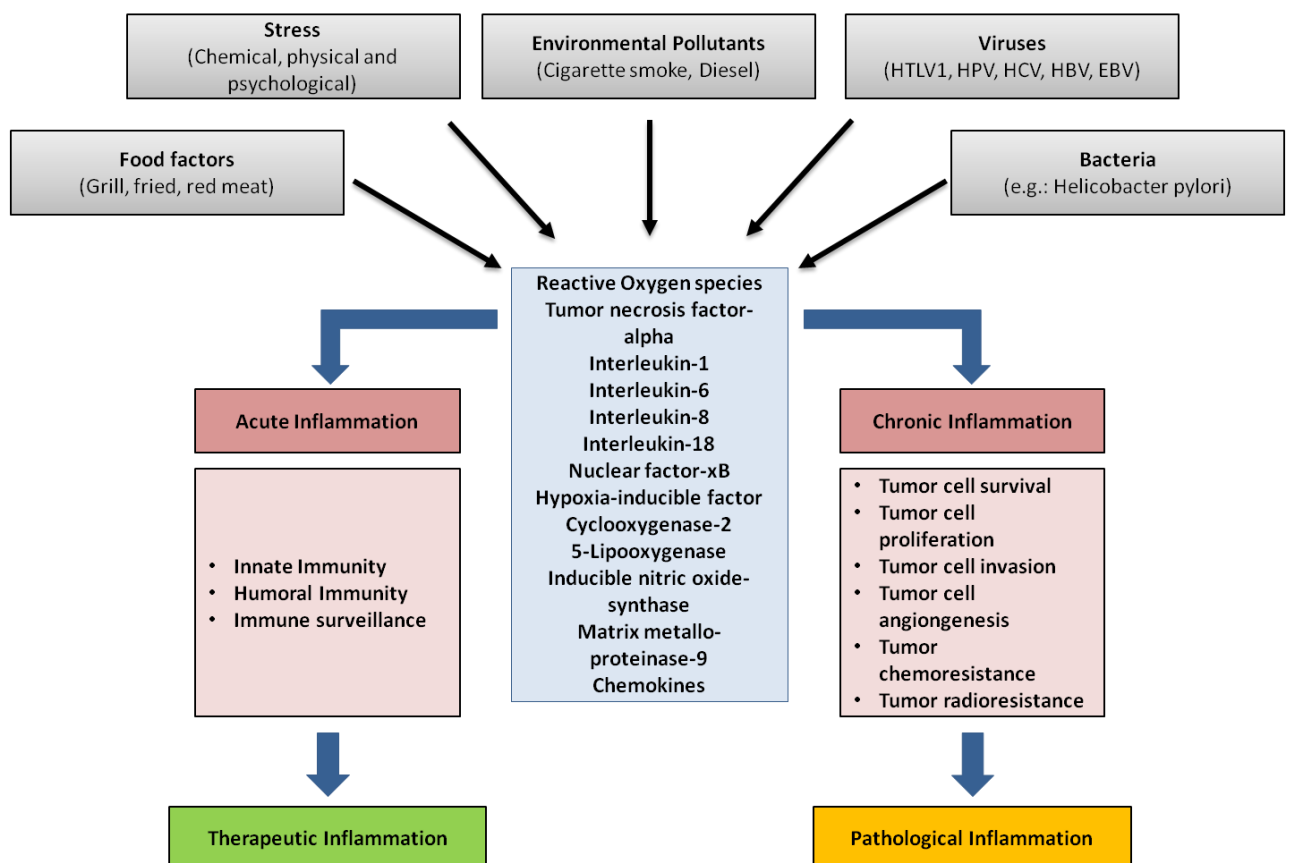 Stress
(Chemical, physical and
psychological)
Environmental Pollutants
(Cigarette smoke, Diesel)
Viruses
(HTLV1, HPV, HCV, HBV, EBV)
Food factors
(Grill, fried, red meat)
Bacteria
(e.g.: Helicobacter pylori)
Reactive Oxygen species
Tumor necrosis factor-
alpha
Interleukin-1
Interleukin-6
Interleukin-8
Interleukin-18
Nuclear factor-xB
Hypoxia-inducible factor
Cyclooxygenase-2
5-Lipooxygenase
Inducible nitric oxide-
synthase
Matrix metallo-
proteinase-9
Chemokines
Acute Inflammation
• Innate Immunity
• Humoral Immunity
• Immune surveillance
Therapeutic Inflammation
Chronic Inflammation
• Tumor cell survival
• Tumor cell
proliferation
• Tumor cell invasion
• Tumor cell
angiongenesis
• Tumor
chemoresistance
• Tumor radioresistance
Pathological Inflammation